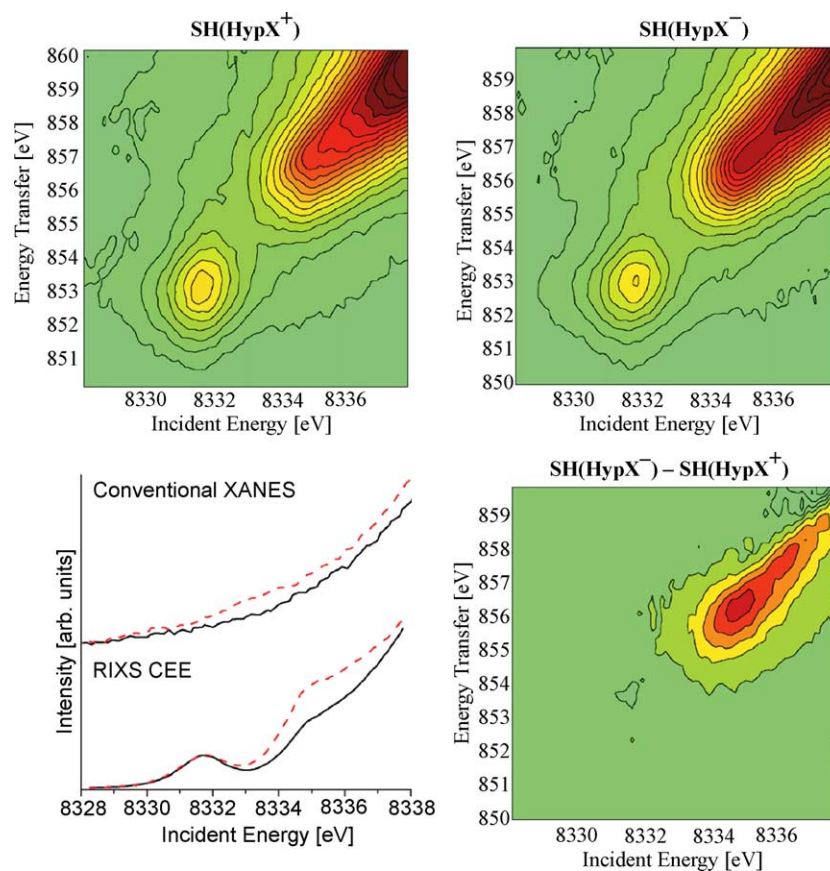 SH(HypX⁺)
Energy Transfer [eV]
860
859
858
857
856
855
854
853
852
851
8330 8332 8334 8336
Incident Energy [eV]
SH(HypX⁻)
Energy Transfer [eV]
859
858
857
856
855
854
853
852
851
850
8330 8332 8334 8336
Incident Energy [eV]
Conventional XANES
RIXS CEE
Intensity [arb. units]
8328 8330 8332 8334 8336 8338
Incident Energy [eV]
SH(HypX⁻) – SH(HypX⁺)
Energy Transfer [eV]
859
858
857
856
855
854
853
852
851
850
8330 8332 8334 8336
Incident Energy [eV]